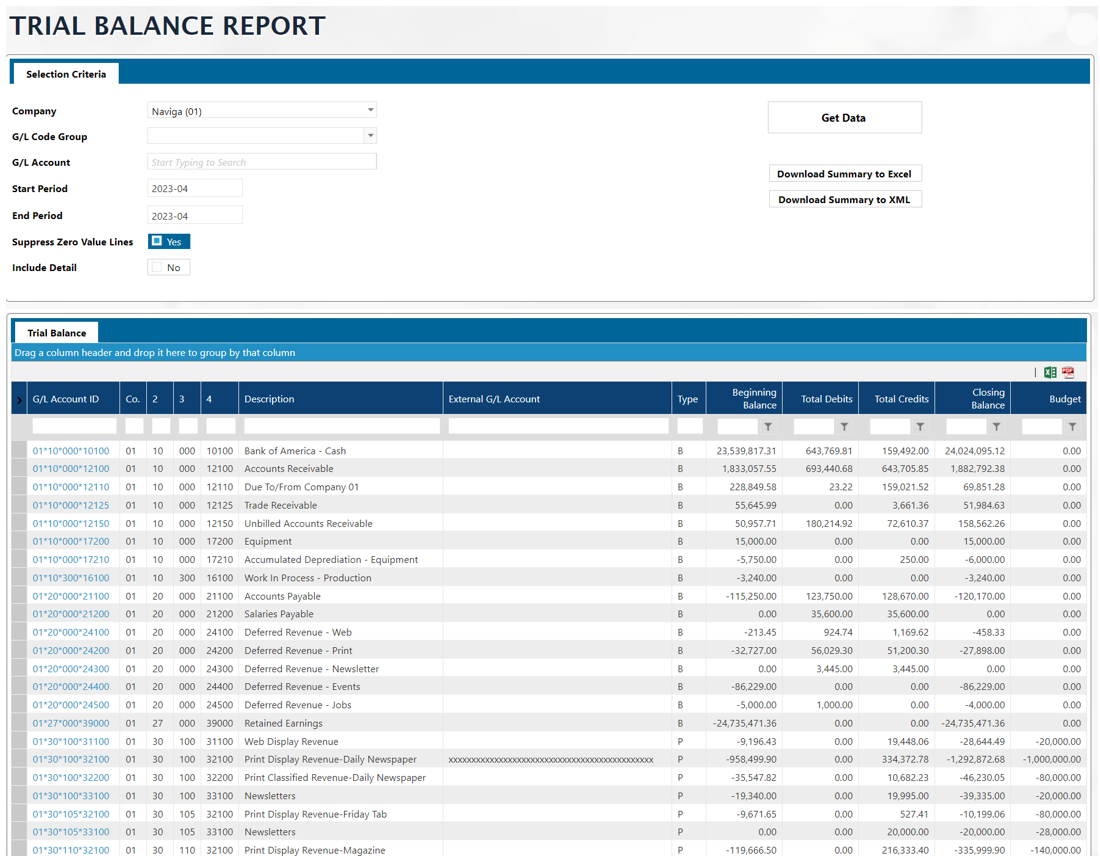 TRIAL BALANCE REPORT
Selection Criteria
Company Naviga (01) Get Data
G/L Code Group
G/L Account Start Typing to Search Download Summary to Excel
Start Period 2023-04 Download Summary to XML
End Period 2023-04
Suppress Zero Value Lines Yes
Include Detail No
Trial Balance
Drag a column header and drop it here to group by that column
G/L Account ID Co. 2 3 4 Description External G/L Account Type Beginning Balance Total Debits Total Credits Closing Balance Budget
01*10*000*10100 01 10 000 10100 Bank of America - Cash B 23,539,817.31 643,769.81 159,492.00 24,024,095.12 0.00
01*10*000*12100 01 10 000 12100 Accounts Receivable B 1,833,057.55 693,440.68 643,705.85 1,882,792.38 0.00
01*10*000*12110 01 10 000 12110 Due To/From Company 01 B 228,849.58 23.22 159,021.52 69,851.28 0.00
01*10*000*12125 01 10 000 12125 Trade Receivable B 55,645.99 0.00 3,661.36 51,984.63 0.00
01*10*000*12150 01 10 000 12150 Unbilled Accounts Receivable B 50,957.71 180,214.92 72,610.37 158,562.26 0.00
01*10*000*17200 01 10 000 17200 Equipment B 15,000.00 0.00 0.00 15,000.00 0.00
01*10*000*17210 01 10 000 17210 Accumulated Deprediation - Equipment B -5,750.00 0.00 250.00 -6,000.00 0.00
01*10*300*16100 01 10 300 16100 Work In Process - Production B -3,240.00 0.00 0.00 -3,240.00 0.00
01*20*000*21100 01 20 000 21100 Accounts Payable B -115,250.00 123,750.00 128,670.00 -120,170.00 0.00
01*20*000*21200 01 20 000 21200 Salaries Payable B 0.00 35,600.00 35,600.00 0.00 0.00
01*20*000*24100 01 20 000 24100 Deferred Revenue - Web B -213.45 924.74 1,169.62 -458.33 0.00
01*20*000*24200 01 20 000 24200 Deferred Revenue - Print B -32,727.00 56,029.30 51,200.30 -27,898.00 0.00
01*20*000*24300 01 20 000 24300 Deferred Revenue - Newsletter B 0.00 3,445.00 3,445.00 0.00 0.00
01*20*000*24400 01 20 000 24400 Deferred Revenue - Events B -86,229.00 0.00 0.00 -86,229.00 0.00
01*20*000*24500 01 20 000 24500 Deferred Revenue - Jobs B -5,000.00 1,000.00 0.00 -4,000.00 0.00
01*27*000*39000 01 27 000 39000 Retained Earnings B -24,735,471.36 0.00 0.00 -24,735,471.36 0.00
01*30*100*31100 01 30 100 31100 Web Display Revenue P -9,196.43 0.00 19,448.06 -28,644.49 -20,000.00
01*30*100*32100 01 30 100 32100 Print Display Revenue-Daily Newspaper P -958,499.90 0.00 334,372.78 -1,292,872.68 -1,000,000.00
01*30*100*32200 01 30 100 32200 Print Classified Revenue-Daily Newspaper P -35,547.82 0.00 10,682.23 -46,230.05 -80,000.00
01*30*100*33100 01 30 100 33100 Newsletters P -19,340.00 0.00 19,995.00 -39,335.00 -20,000.00
01*30*105*32100 01 30 105 32100 Print Display Revenue-Friday Tab P -9,671.65 0.00 527.41 -10,199.06 -80,000.00
01*30*105*33100 01 30 105 33100 Newsletters P 0.00 0.00 20,000.00 -20,000.00 -28,000.00
01*30*110*32100 01 30 110 32100 Print Display Revenue-Magazine P -119,666.50 0.00 216,333.40 -335,999.90 -140,000.00